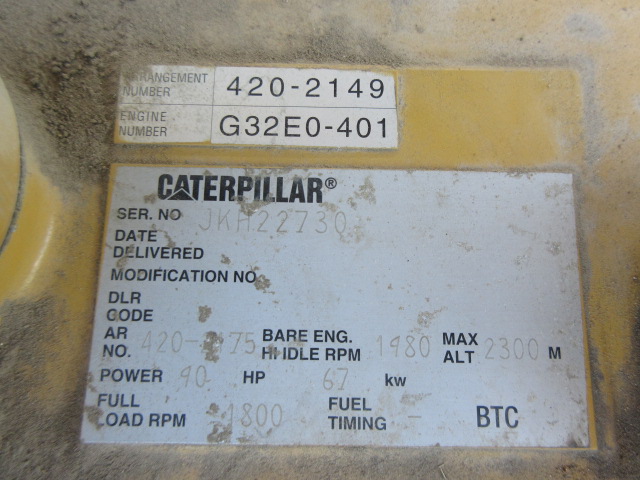 ARRANGEMENT NUMBER 420-2149
ENGINE NUMBER G32E0-401
CATERPILLAR®
SER. NO JKH22730
DATE DELIVERED
MODIFICATION NO
DLR CODE
AR NO. BARE ENG. HI IDLE RPM 1980 MAX ALT 2300 M
POWER 90 HP 67 kw
FULL LOAD RPM 1800 FUEL TIMING - BTC